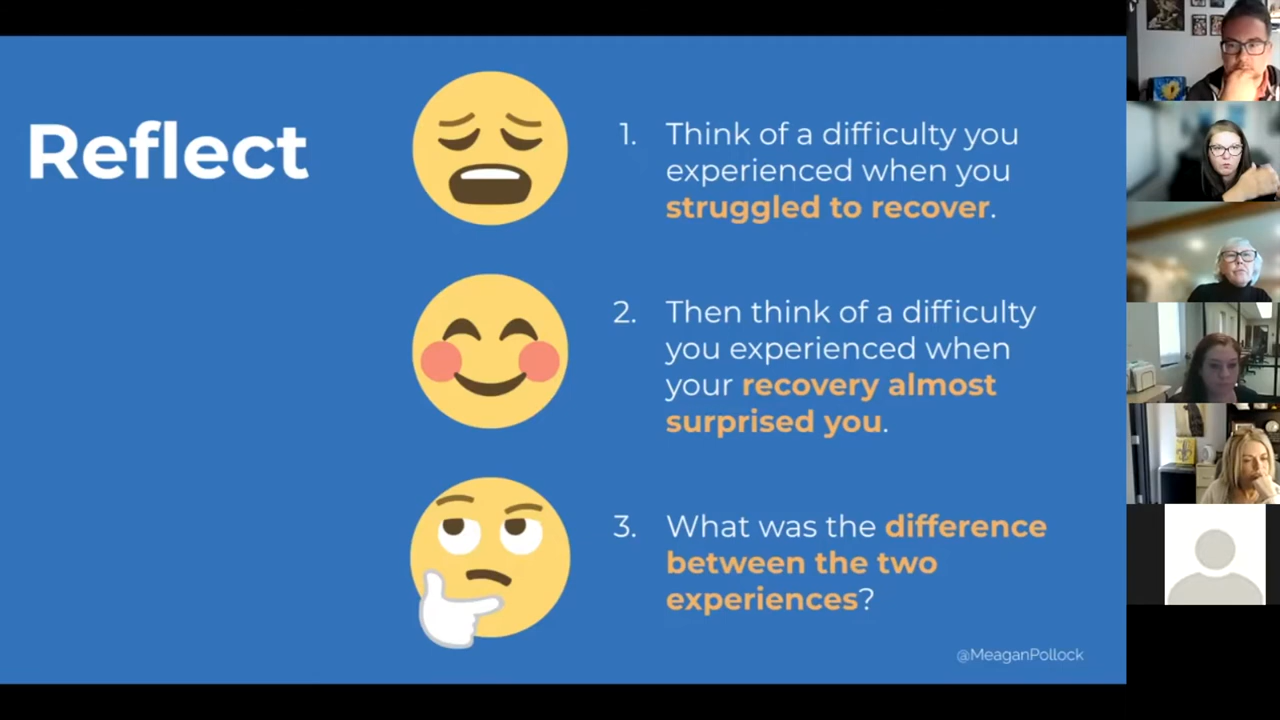 Reflect
1. Think of a difficulty you
experienced when you
struggled to recover.
2. Then think of a difficulty
you experienced when
your recovery almost
surprised you.
3. What was the difference
between the two
experiences?
@MeaganPollock